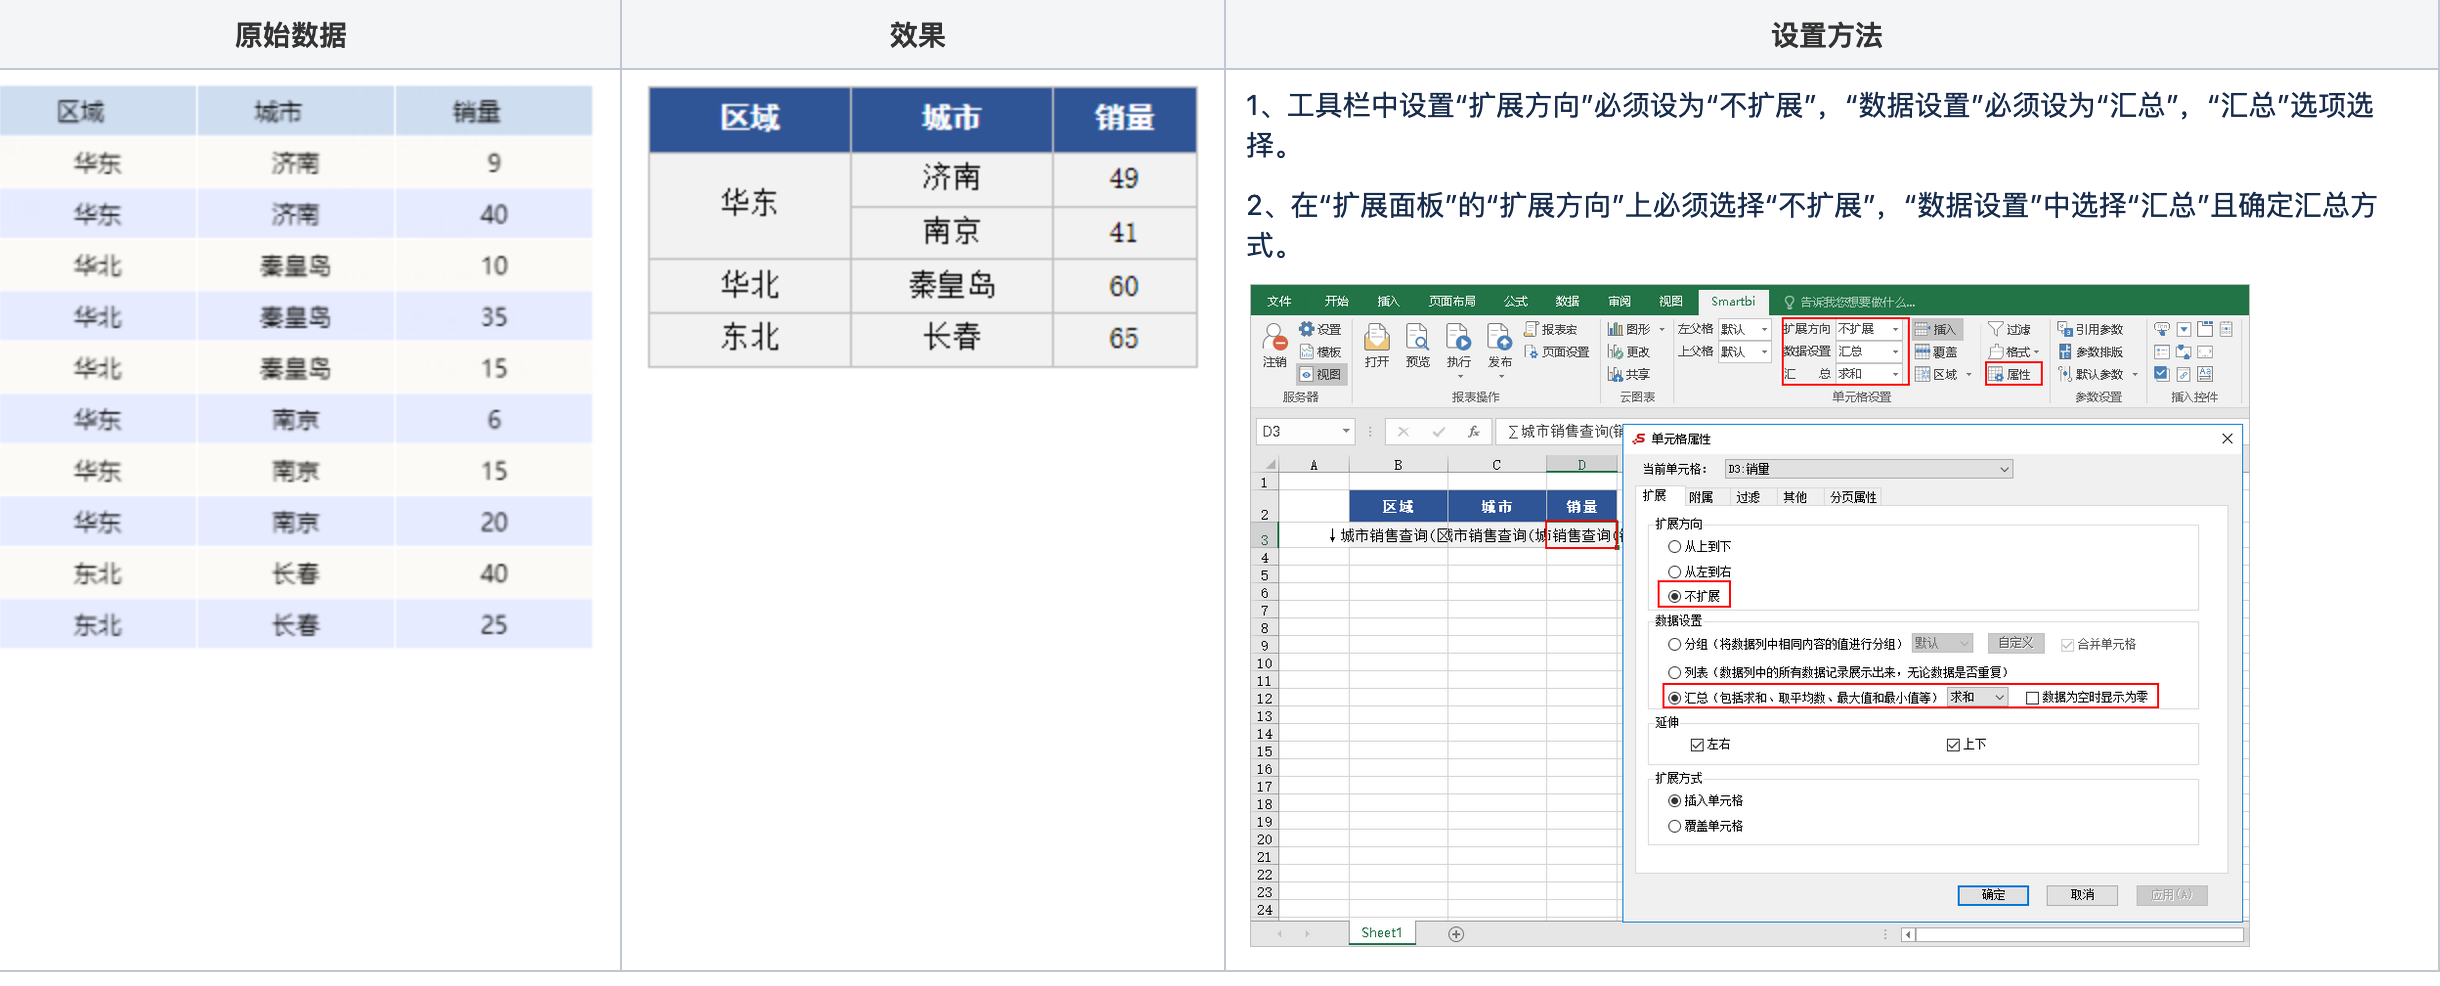 原始数据 效果 设置方法
区域 城市 销量
华东 济南 9
华东 济南 40
华北 秦皇岛 10
华北 秦皇岛 35
华北 秦皇岛 15
华东 南京 6
华东 南京 15
华东 南京 20
东北 长春 40
东北 长春 25
区域 城市 销量
华东 济南 49
南京 41
华北 秦皇岛 60
东北 长春 65
1、工具栏中设置“扩展方向”必须设为“不扩展”，“数据设置”必须设为“汇总”，“汇总”选项选
择。
2、在“扩展面板”的“扩展方向”上必须选择“不扩展”，“数据设置”中选择“汇总”且确定汇总方
式。
文件 开始 插入 页面布局 公式 数据 审阅 视图 Smartbi 告诉我您想要做什么...
注销 设置 模板 视图
服务器
打开 预览 执行 发布 报表宏 页面设置
报表操作
图形 更改 共享
云图表
左父格 默认 扩展方向 不扩展 插入 过滤
上父格 默认 数据设置 汇总 覆盖 格式
汇 总 求和 区域 属性
单元格设置
引用参数
参数排版
默认参数
参数设置
插入控件
D3 fx ∑城市销售查询(销
A B C D
1
2 区域 城市 销量
3 ↓城市销售查询(区城市销售查询(城市销售查询(销
4
5
6
7
8
9
10
11
12
13
14
15
16
17
18
19
20
21
22
23
24
Sheet1
单元格属性
当前单元格： D3:销量
扩展 附属 过滤 其他 分页属性
扩展方向
从上到下
从左到右
不扩展
数据设置
分组（将数据列中相同内容的值进行分组） 默认 自定义 合并单元格
列表（数据列中的所有数据记录展示出来，无论数据是否重复）
汇总（包括求和、取平均数、最大值和最小值等） 求和 数据为空时显示为零
延伸
左右 上下
扩展方式
插入单元格
覆盖单元格
确定 取消 应用(A)